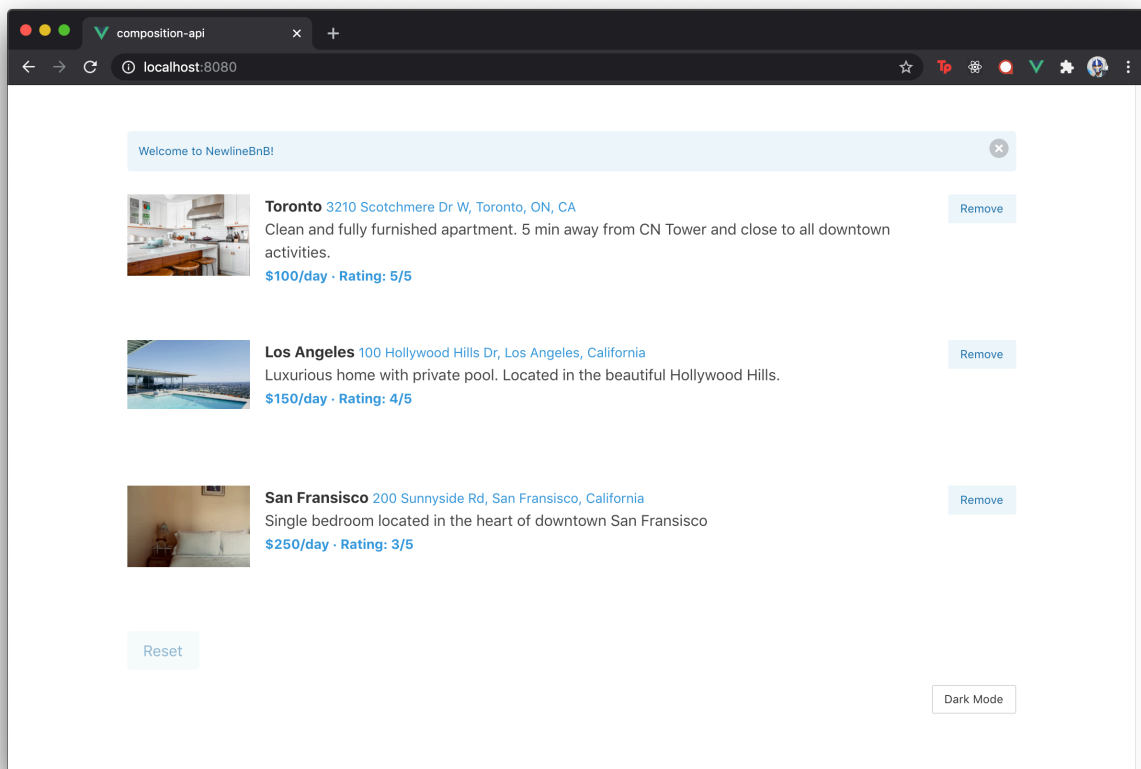 composition-api
localhost:8080
Tp
Welcome to NewlineBnB!
Toronto 3210 Scotchmere Dr W, Toronto, ON, CA
Remove
Clean and fully furnished apartment. 5 min away from CN Tower and close to all downtown
activities.
$100/day · Rating: 5/5
Los Angeles 100 Hollywood Hills Dr, Los Angeles, California
Remove
Luxurious home with private pool. Located in the beautiful Hollywood Hills.
$150/day · Rating: 4/5
San Fransisco 200 Sunnyside Rd, San Fransisco, California
Remove
Single bedroom located in the heart of downtown San Fransisco
$250/day · Rating: 3/5
Reset
Dark Mode